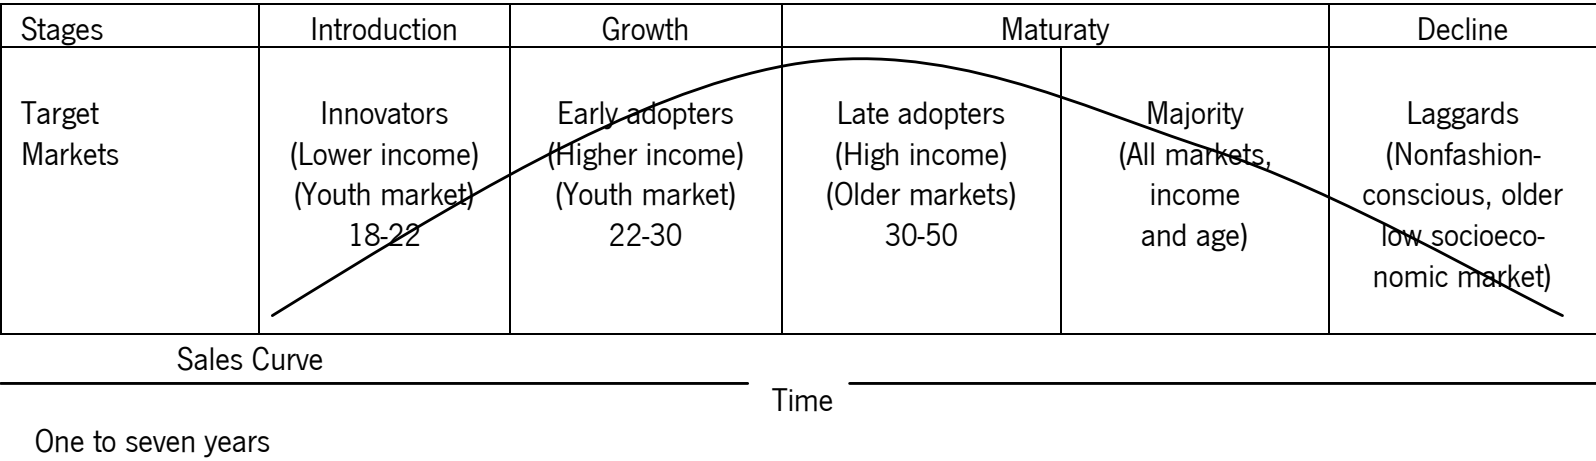 Stages Introduction Growth Maturaty Decline
Target
Markets
Innovators
(Lower income)
(Youth market)
18-22
Early adopters
(Higher income)
(Youth market)
22-30
Late adopters
(High income)
(Older markets)
30-50
Majority
(All markets,
income
and age)
Laggards
(Nonfashion-
conscious, older
low socioeco-
nomic market)
Sales Curve
Time
One to seven years